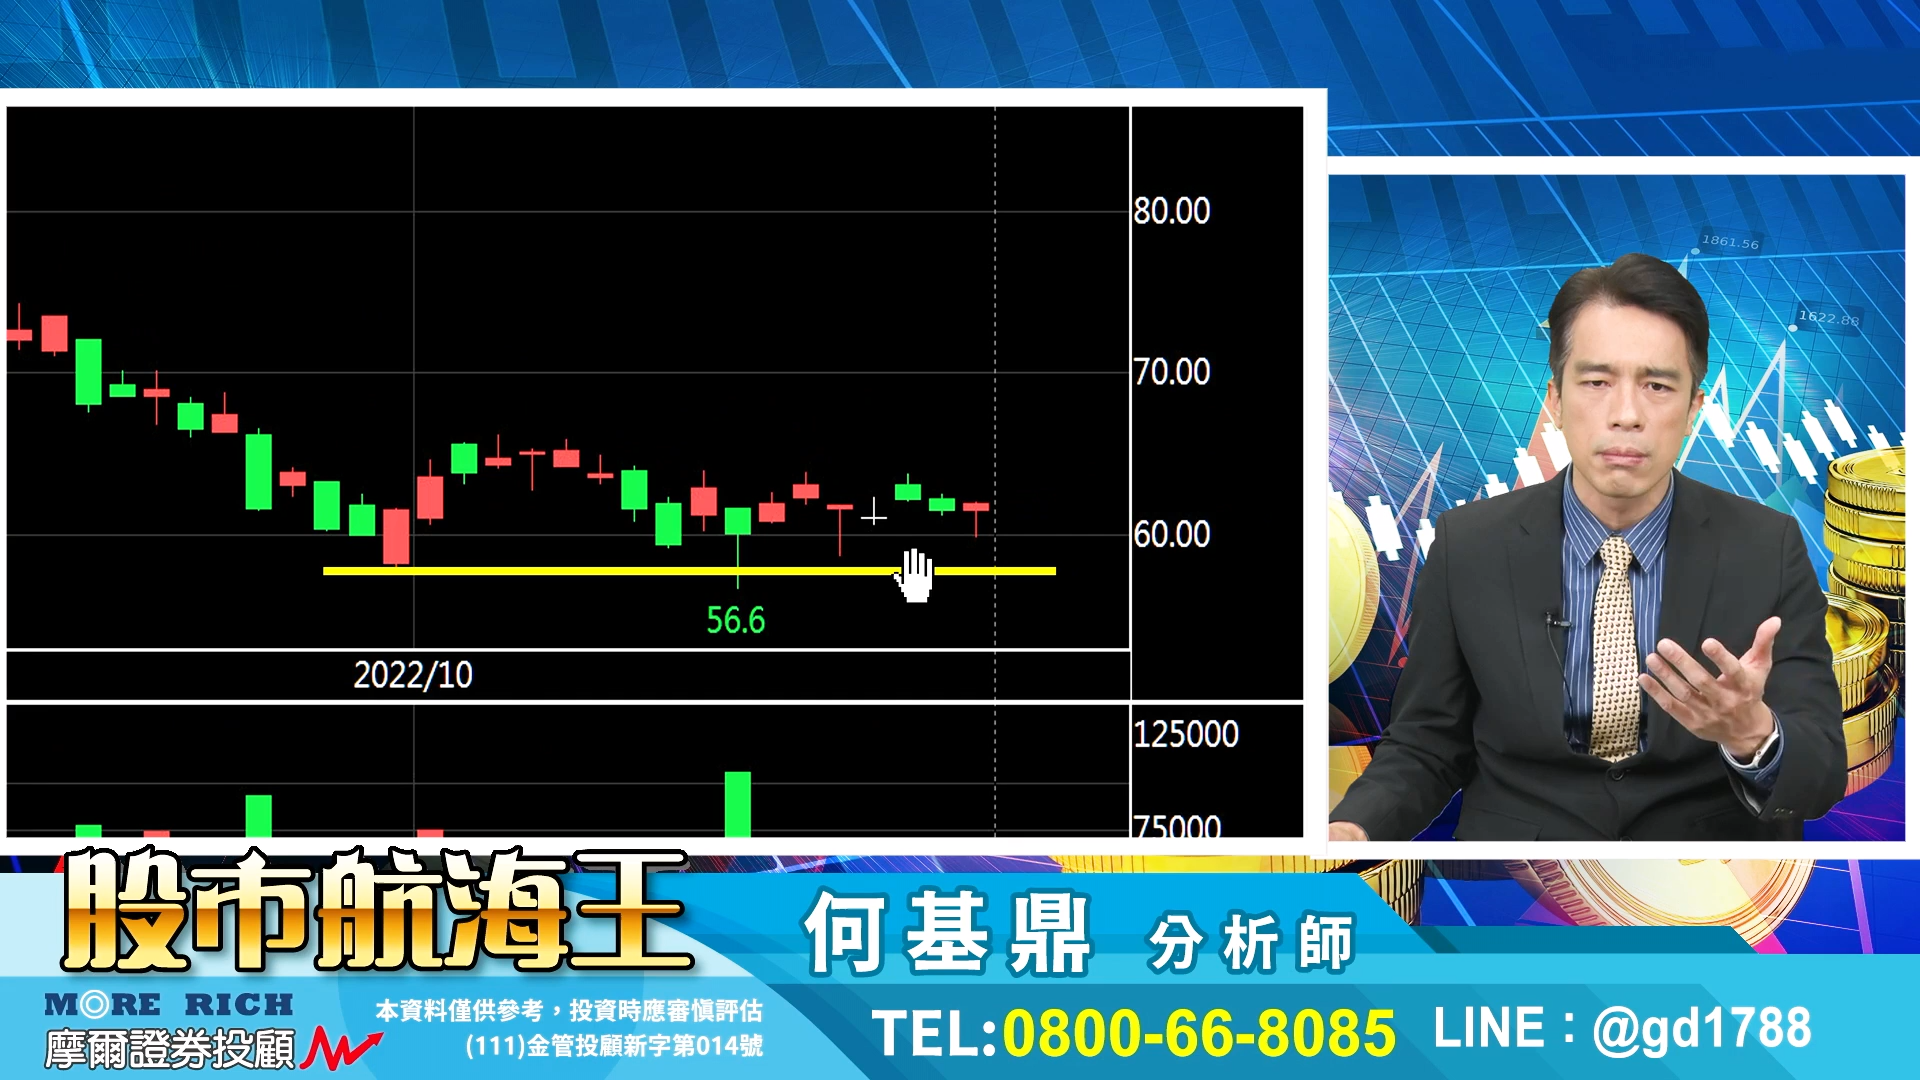 1861.56
1622.88
80.00
70.00
60.00
56.6
2022/10
125000
75000
股市航海王
何基鼎 分析師
MORE RICH
摩爾證券投顧
本資料僅供參考，投資時應審慎評估
(111)金管投顧新字第014號
TEL:0800-66-8085
LINE：@gd1788